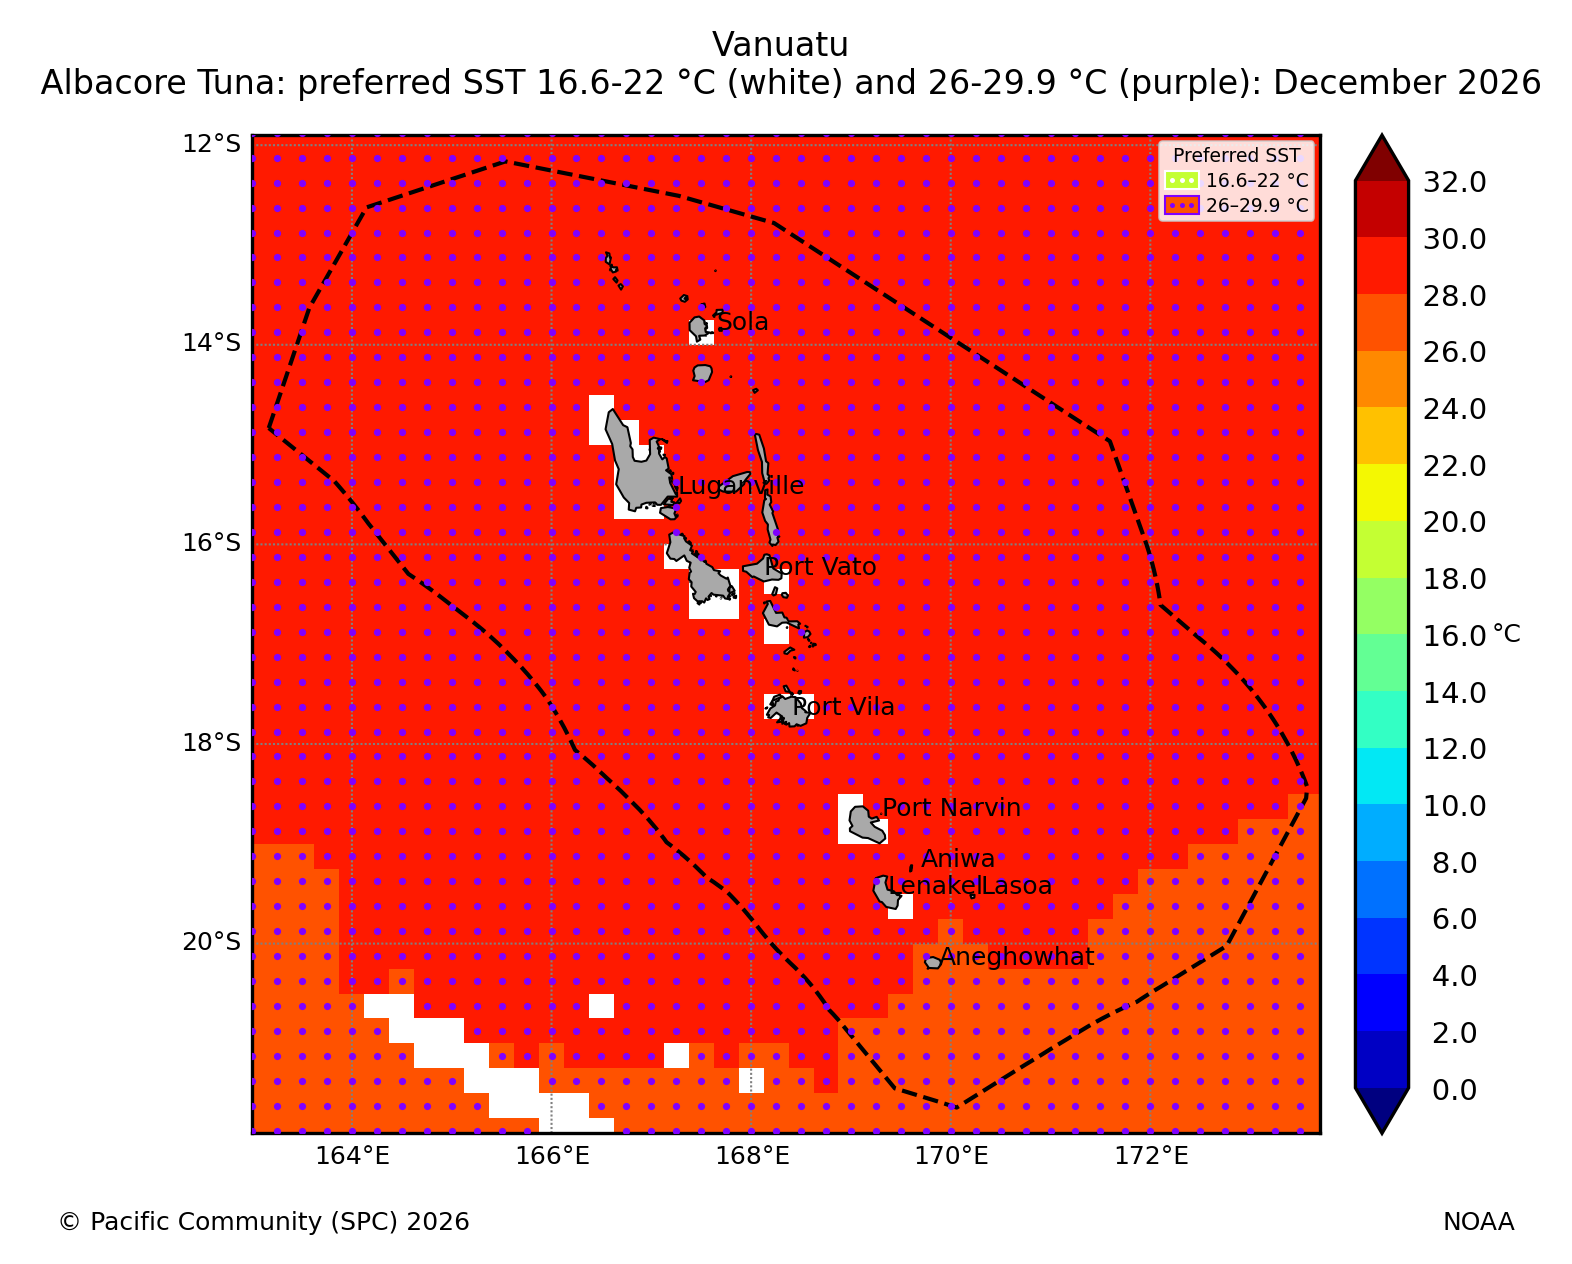 Vanuatu
Albacore Tuna: preferred SST 16.6-22 °C (white) and 26-29.9 °C (purple): December 2026
12°S
14°S
16°S
18°S
20°S
Preferred SST
16.6–22 °C
26–29.9 °C
Sola
Luganville
Port Vato
Port Vila
Port Narvin
Aniwa
Lenakel
Lasoa
Aneghowhat
164°E
166°E
168°E
170°E
172°E
32.0
30.0
28.0
26.0
24.0
22.0
20.0
18.0
16.0
14.0
12.0
10.0
8.0
6.0
4.0
2.0
0.0
°C
© Pacific Community (SPC) 2026
NOAA